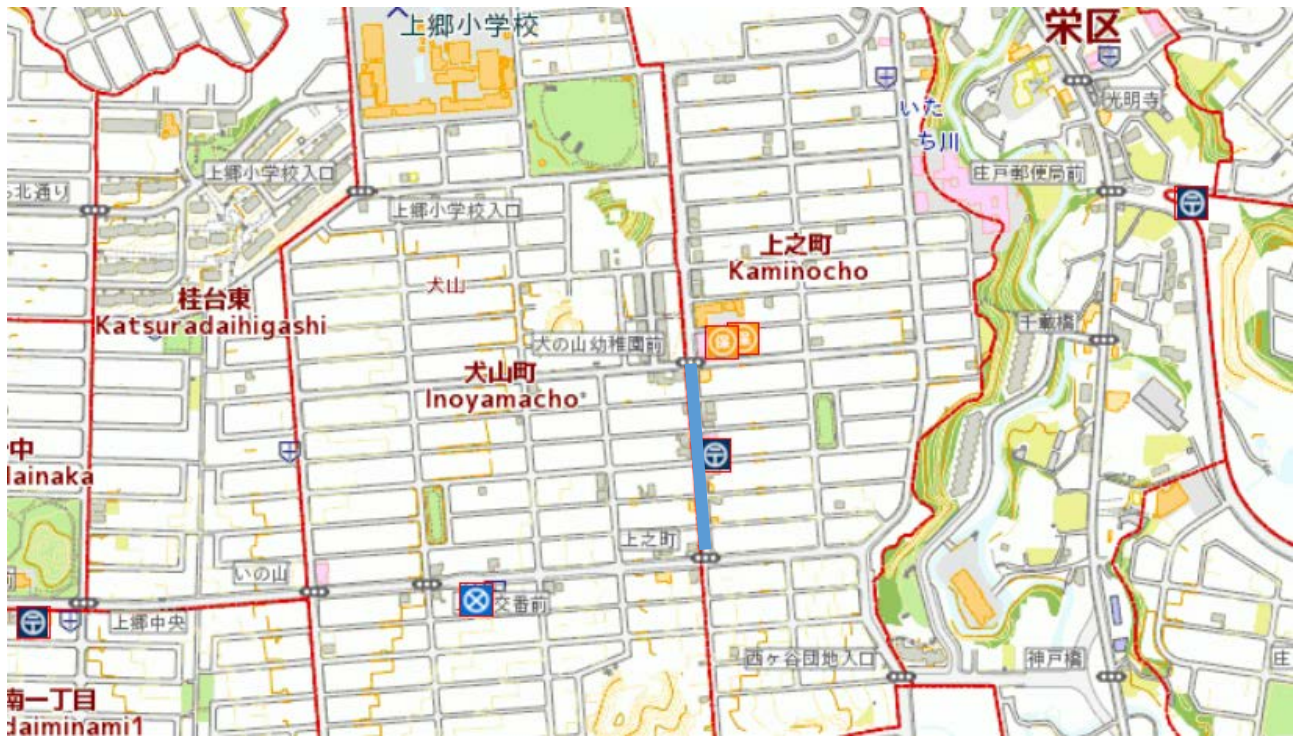 上郷小学校
栄区
光明寺
いた
ち川
上郷小学校入口
庄戸郵便局前
北通り
上郷小学校入口
上之町
Kaminocho
犬山
桂台東
Katsuradaihigashi
千載橋
犬の山幼稚園前
犬山町
Inoyamacho
中
ainaka
上之町
いの山
交番前
上郷中央
西ヶ谷団地入口
神戸橋
庄
南一丁目
daiminami1